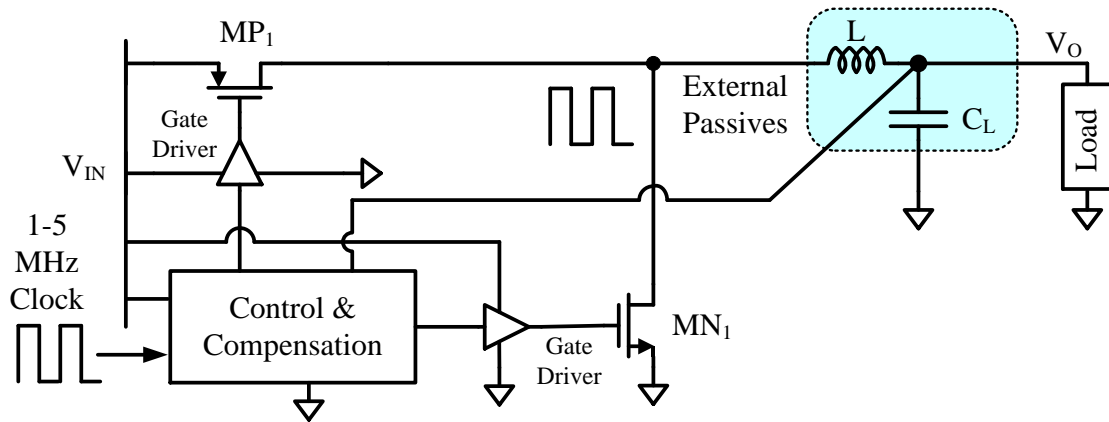 MP1
L
VO
External
Passives
CL
Load
Gate
Driver
VIN
1-5
MHz
Clock
Control &
Compensation
MN1
Gate
Driver